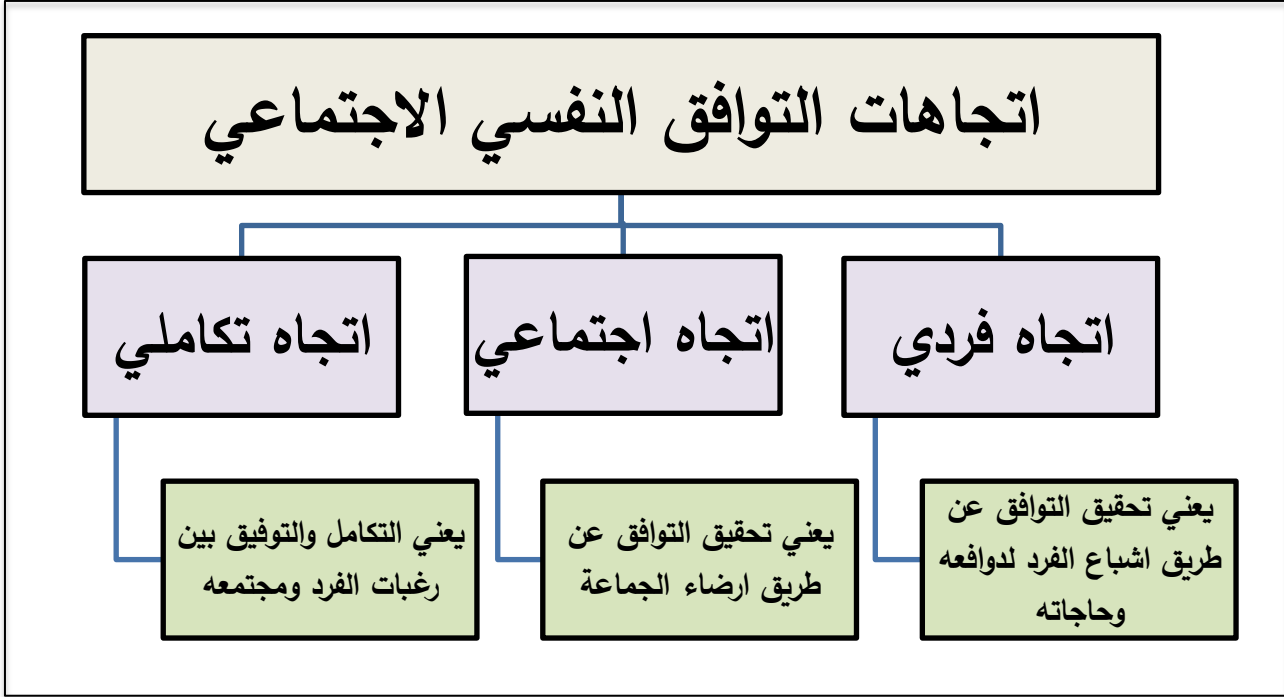 اتجاهات التوافق النفسي الاجتماعي
اتجاه فردي
اتجاه اجتماعي
اتجاه تكاملي
يعني تحقيق التوافق عن
طريق اشباع الفرد لدوافعه
وحاجاته
يعني تحقيق التوافق عن
طريق ارضاء الجماعة
يعني التكامل والتوفيق بين
رغبات الفرد ومجتمعه